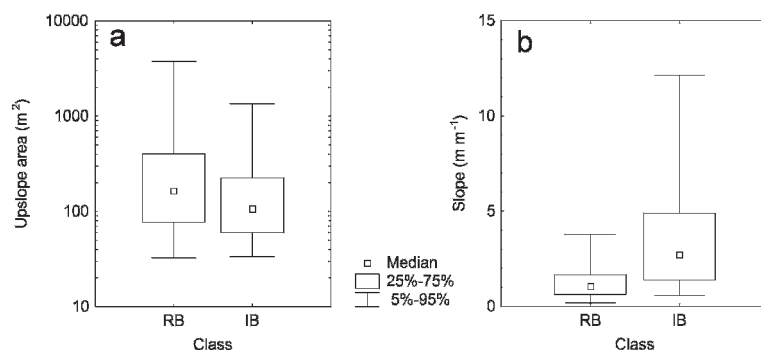 a
10000
1000
100
10
Upslope area (m²)
RB
IB
Class
Median
25%-75%
5%-95%
b
15
10
5
0
Slope (m m⁻¹)
RB
IB
Class